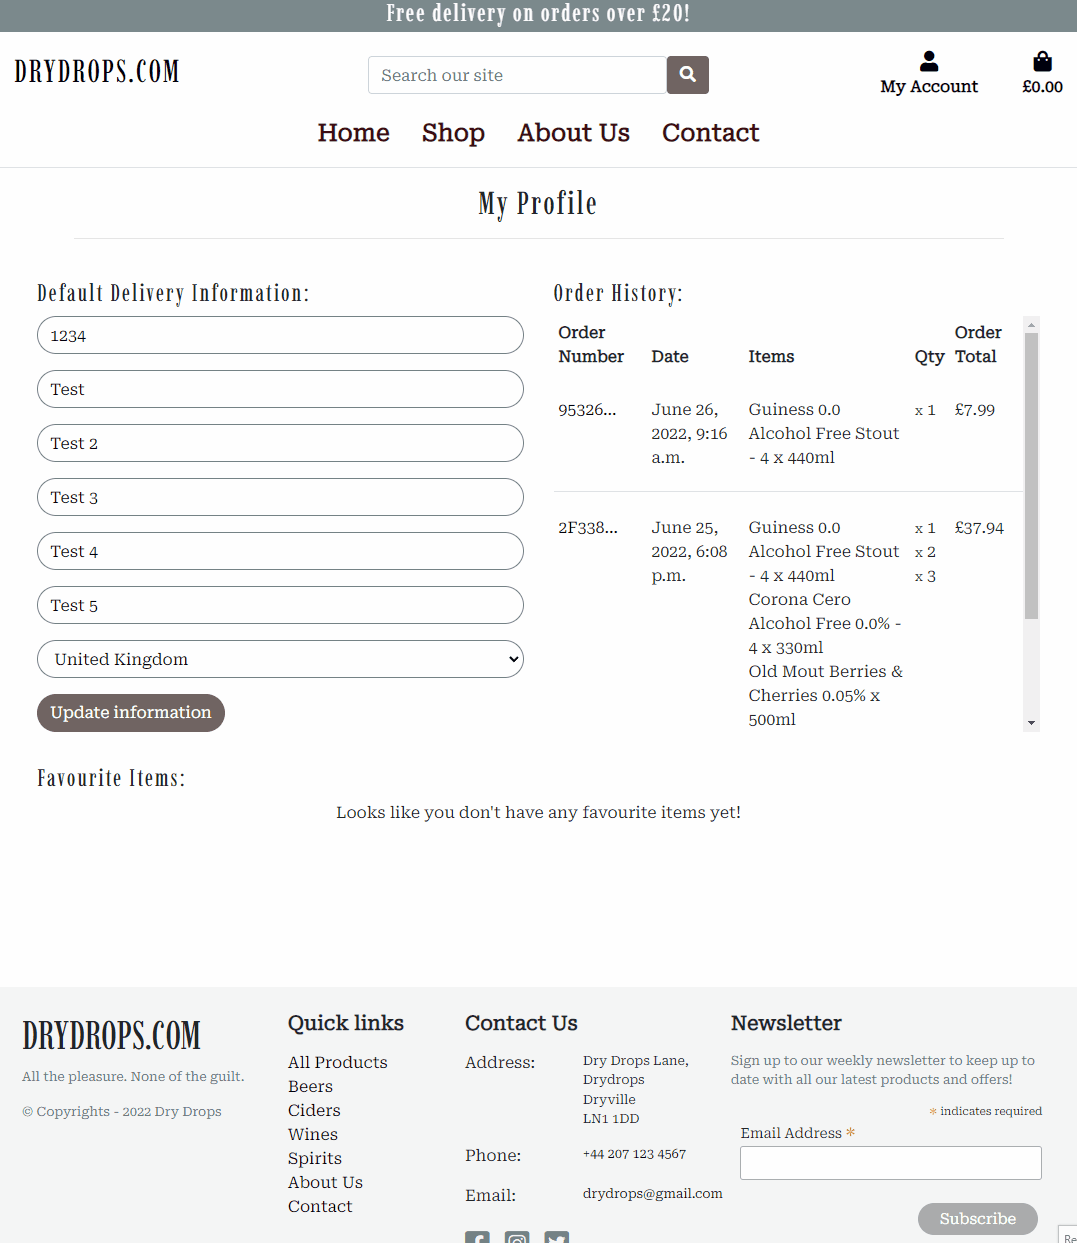 Free delivery on orders over £20!
DRYDROPS.COM
Search our site
My Account
£0.00
Home Shop About Us Contact
My Profile
Default Delivery Information:
1234
Test
Test 2
Test 3
Test 4
Test 5
United Kingdom
Update information
Order History:
Order Number Date Items Qty Order Total
95326... June 26, Guiness 0.0 x 1 £7.99
2022, 9:16 Alcohol Free Stout
a.m. - 4 x 440ml
2F338... June 25, Guiness 0.0 x 1 £37.94
2022, 6:08 Alcohol Free Stout x 2
p.m. - 4 x 440ml x 3
Corona Cero
Alcohol Free 0.0% -
4 x 330ml
Old Mout Berries &
Cherries 0.05% x
500ml
Favourite Items:
Looks like you don't have any favourite items yet!
DRYDROPS.COM
All the pleasure. None of the guilt.
© Copyrights - 2022 Dry Drops
Quick links
All Products
Beers
Ciders
Wines
Spirits
About Us
Contact
Contact Us
Address: Dry Drops Lane,
Drydrops
Dryville
LN1 1DD
Phone: +44 207 123 4567
Email: drydrops@gmail.com
Newsletter
Sign up to our weekly newsletter to keep up to
date with all our latest products and offers!
* indicates required
Email Address *
Subscribe